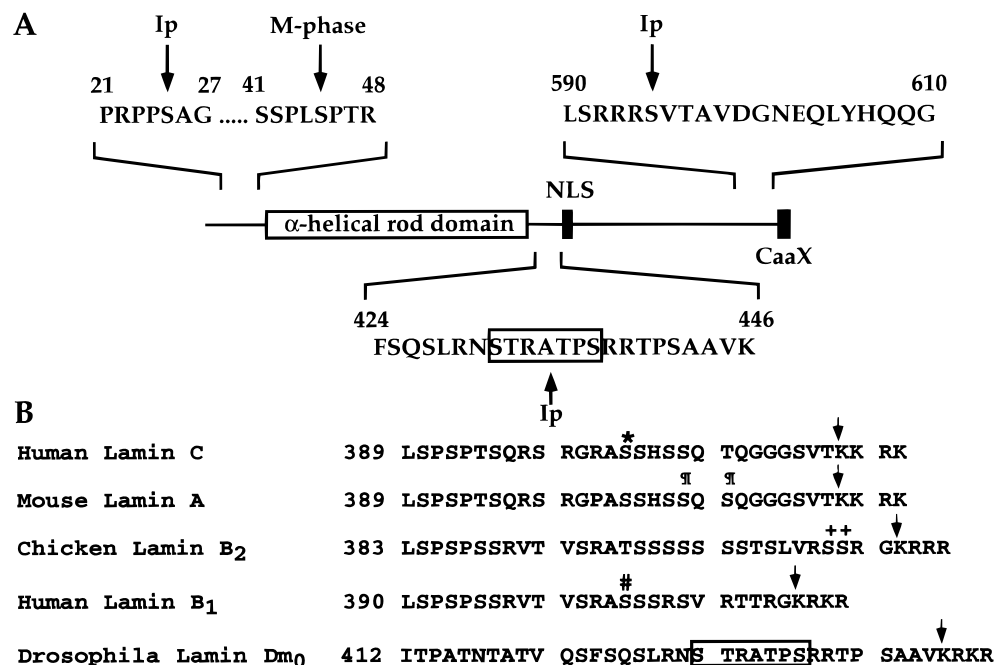 A
Ip M-phase Ip
21 27 41 48 590 610
PRPPSAG ..... SSPLSPTR LSRRRSVTAVDGNEQLYHQQG
NLS
α-helical rod domain
CaaX
424 446
FSQSLRNSTRATPSRRTPSAAVK
Ip
B
*
Human Lamin C 389 LSPSPTSQRS RGRASSHSSQ TQGGGSVTKK RK
¶ ¶
Mouse Lamin A 389 LSPSPTSQRS RGPASSHSSQ SQGGGSVTKK RK
++
Chicken Lamin B2 383 LSPSPSSRVT VSRATSSSSS SSTSLVRSSR GKRRR
#
Human Lamin B1 390 LSPSPSSRVT VSRASSSRSV RTTRGKRKR
Drosophila Lamin Dm0 412 ITPATNTATV QSFSQSLRNS TRATPSRRTP SAAVKRKR